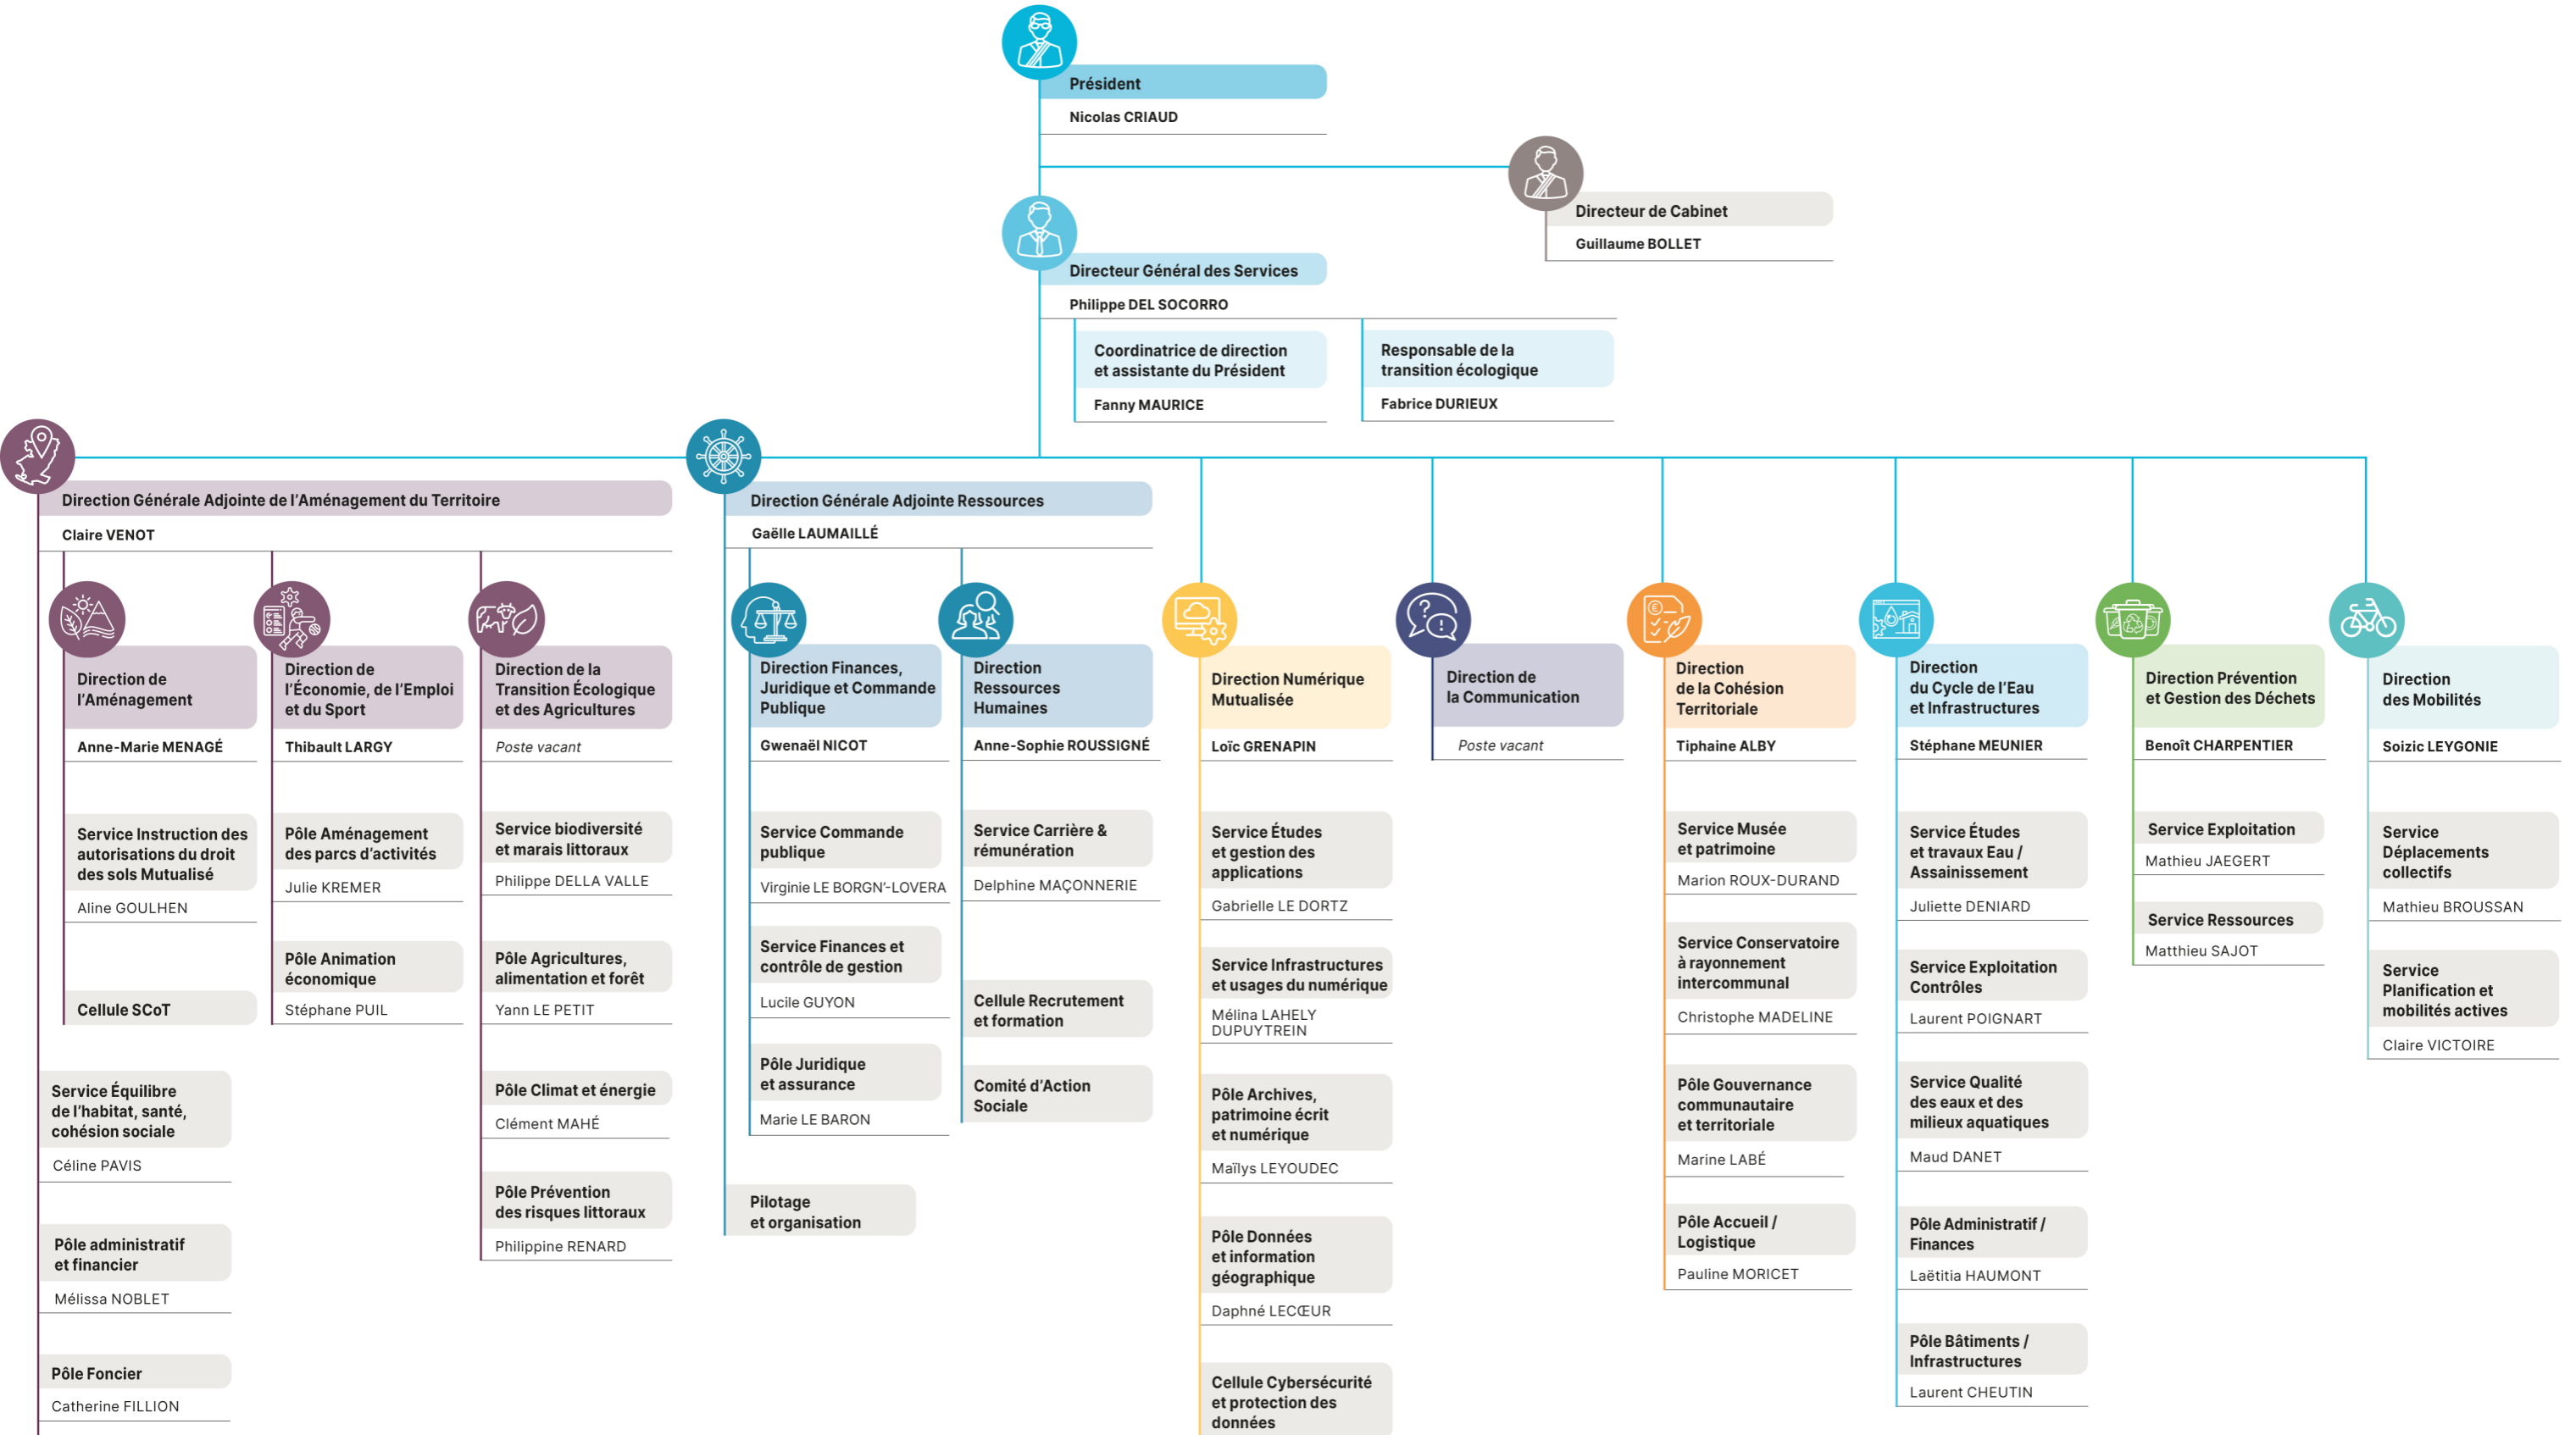 Président
Nicolas CRIAUD
Directeur de Cabinet
Guillaume BOLLET
Directeur Général des Services
Philippe DEL SOCORRO
Coordinatrice de direction
et assistante du Président
Fanny MAURICE
Responsable de la
transition écologique
Fabrice DURIEUX
Direction Générale Adjointe de l'Aménagement du Territoire
Claire VENOT
Direction de
l'Aménagement
Anne-Marie MENAGÉ
Service Instruction des
autorisations du droit
des sols Mutualisé
Aline GOULHEN
Cellule SCoT
Direction de
l'Économie, de l'Emploi
et du Sport
Thibault LARGY
Pôle Aménagement
des parcs d'activités
Julie KREMER
Pôle Animation
économique
Stéphane PUIL
Direction de la
Transition Écologique
et des Agricultures
Poste vacant
Service biodiversité
et marais littoraux
Philippe DELLA VALLE
Pôle Agricultures,
alimentation et forêt
Yann LE PETIT
Pôle Climat et énergie
Clément MAHÉ
Pôle Prévention
des risques littoraux
Philippine RENARD
Service Équilibre
de l'habitat, santé,
cohésion sociale
Céline PAVIS
Pôle administratif
et financier
Mélissa NOBLET
Pôle Foncier
Catherine FILLION
Direction Générale Adjointe Ressources
Gaëlle LAUMAILLÉ
Direction Finances,
Juridique et Commande
Publique
Gwenaël NICOT
Service Commande
publique
Virginie LE BORGN'-LOVERA
Service Finances et
contrôle de gestion
Lucile GUYON
Pôle Juridique
et assurance
Marie LE BARON
Direction
Ressources
Humaines
Anne-Sophie ROUSSIGNÉ
Service Carrière &
rémunération
Delphine MAÇONNERIE
Cellule Recrutement
et formation
Comité d'Action
Sociale
Pilotage
et organisation
Direction Numérique
Mutualisée
Loïc GRENAPIN
Service Études
et gestion des
applications
Gabrielle LE DORTZ
Service Infrastructures
et usages du numérique
Mélina LAHELY
DUPUYTREIN
Pôle Archives,
patrimoine écrit
et numérique
Maïlys LEYOUDEC
Pôle Données
et information
géographique
Daphné LECŒUR
Cellule Cybersécurité
et protection des
données
Direction de
la Communication
Poste vacant
Direction
de la Cohésion
Territoriale
Tiphaine ALBY
Service Musée
et patrimoine
Marion ROUX-DURAND
Service Conservatoire
à rayonnement
intercommunal
Christophe MADELINE
Pôle Gouvernance
communautaire
et territoriale
Marine LABÉ
Pôle Accueil /
Logistique
Pauline MORICET
Direction
du Cycle de l'Eau
et Infrastructures
Stéphane MEUNIER
Service Études
et travaux Eau /
Assainissement
Juliette DENIARD
Service Exploitation
Contrôles
Laurent POIGNART
Service Qualité
des eaux et des
milieux aquatiques
Maud DANET
Pôle Administratif /
Finances
Laëtitia HAUMONT
Pôle Bâtiments /
Infrastructures
Laurent CHEUTIN
Direction Prévention
et Gestion des Déchets
Benoît CHARPENTIER
Service Exploitation
Mathieu JAEGERT
Service Ressources
Matthieu SAJOT
Direction
des Mobilités
Soizic LEYGONIE
Service
Déplacements
collectifs
Mathieu BROUSSAN
Service
Planification et
mobilités actives
Claire VICTOIRE